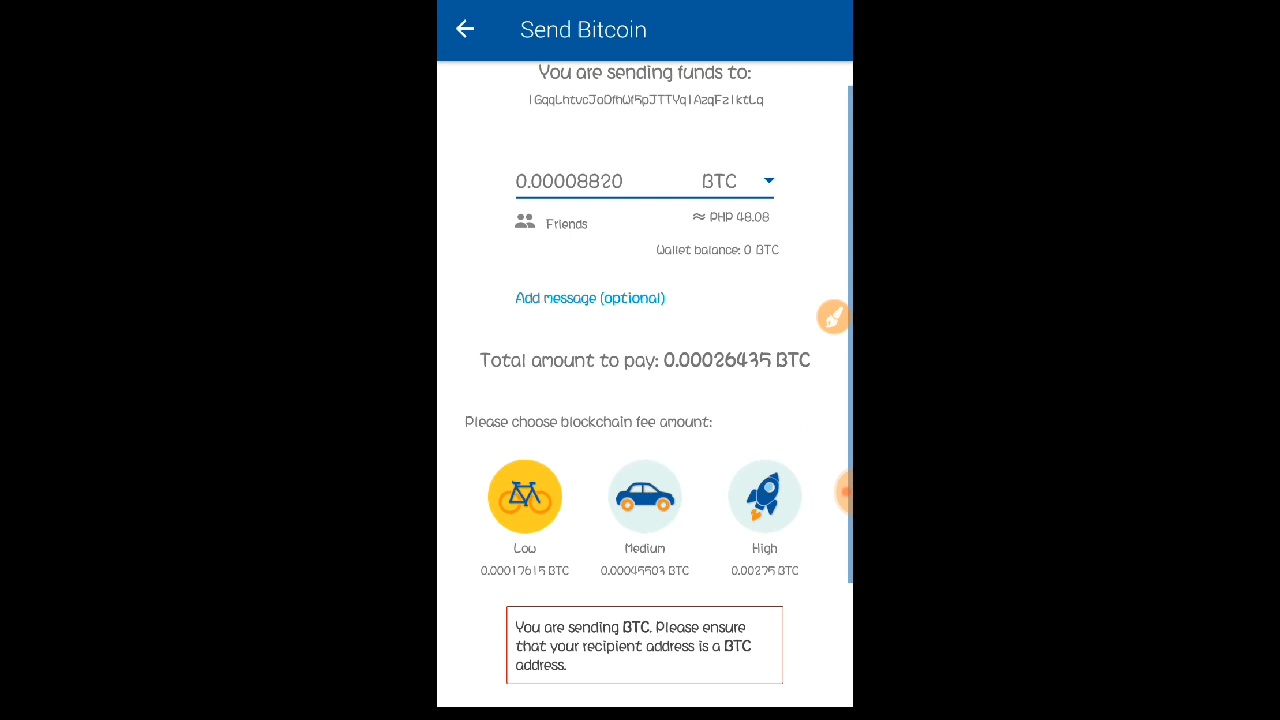 Send Bitcoin
You are sending funds to:
0.00008820 BTC
Friends
≈ PHP 48.08
Wallet balance: 0 BTC
Add message (optional)
Total amount to pay: 0.00026435 BTC
Please choose blockchain fee amount:
Low Medium High
0.00017615 BTC 0.00045503 BTC 0.00275 BTC
You are sending BTC. Please ensure
that your recipient address is a BTC
address.